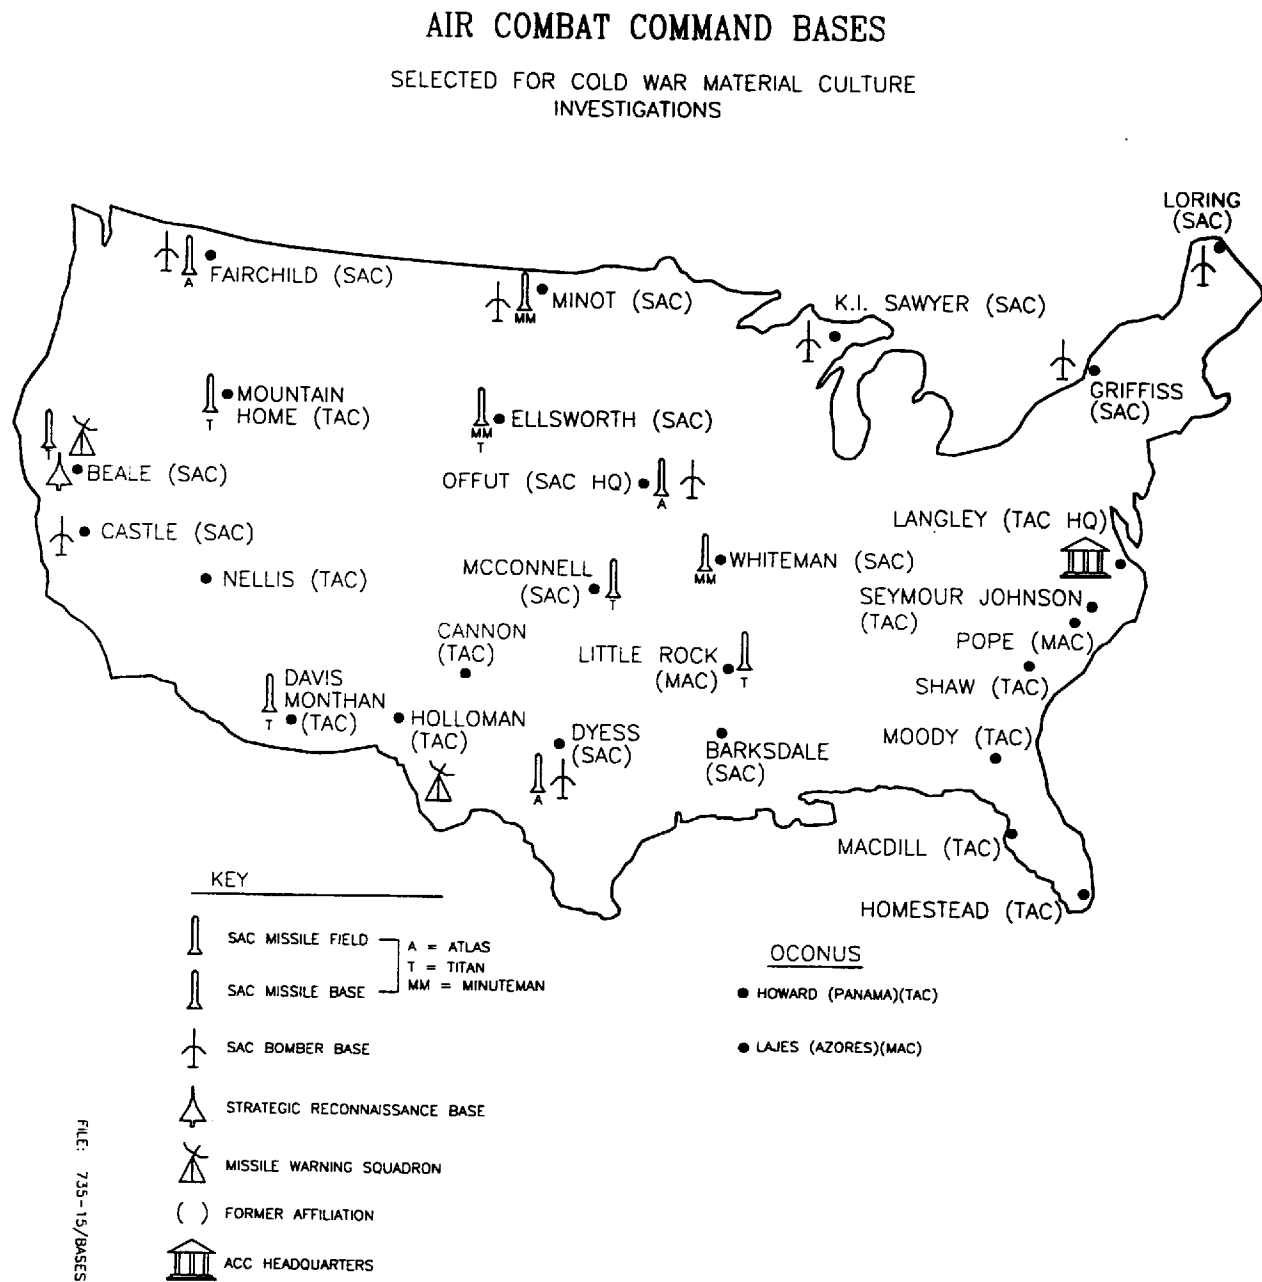 AIR COMBAT COMMAND BASES
SELECTED FOR COLD WAR MATERIAL CULTURE
INVESTIGATIONS
LORING
(SAC)
A
FAIRCHILD (SAC)
MM
MINOT (SAC)
K.I. SAWYER (SAC)
GRIFFISS
(SAC)
T
MOUNTAIN
HOME (TAC)
MM
T
ELLSWORTH (SAC)
T
BEALE (SAC)
OFFUT (SAC HQ)
A
CASTLE (SAC)
LANGLEY (TAC HQ)
NELLIS (TAC)
MCCONNELL
(SAC)
T
MM
WHITEMAN (SAC)
SEYMOUR JOHNSON
(TAC)
POPE (MAC)
CANNON
(TAC)
LITTLE ROCK
(MAC)
T
SHAW (TAC)
DAVIS
MONTHAN
(TAC)
T
HOLLOMAN
(TAC)
DYESS
(SAC)
A
BARKSDALE
(SAC)
MOODY (TAC)
MACDILL (TAC)
HOMESTEAD (TAC)
KEY
SAC MISSILE FIELD
SAC MISSILE BASE
A = ATLAS
T = TITAN
MM = MINUTEMAN
SAC BOMBER BASE
STRATEGIC RECONNAISSANCE BASE
MISSILE WARNING SQUADRON
( ) FORMER AFFILIATION
ACC HEADQUARTERS
OCONUS
HOWARD (PANAMA)(TAC)
LAJES (AZORES)(MAC)
FILE: 735-15/BASES